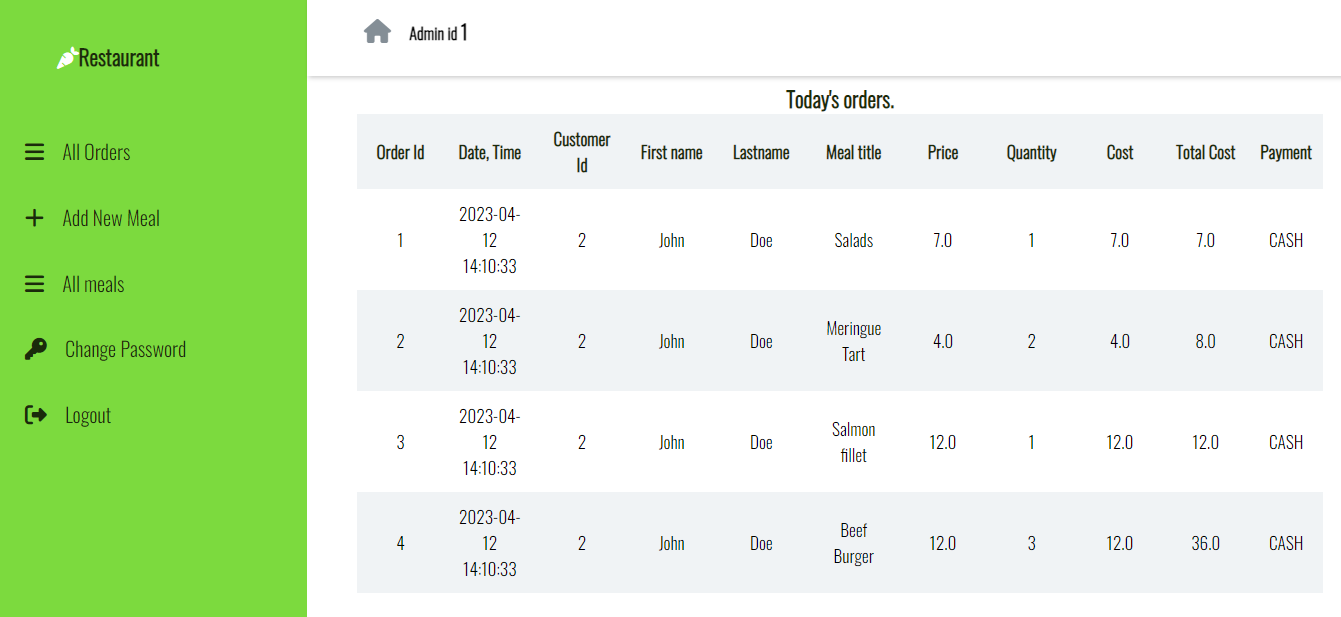 Restaurant
All Orders
Add New Meal
All meals
Change Password
Logout
Admin id 1
Today's orders.
Order Id Date, Time Customer Id First name Lastname Meal title Price Quantity Cost Total Cost Payment
1 2023-04-12 14:10:33 2 John Doe Salads 7.0 1 7.0 7.0 CASH
2 2023-04-12 14:10:33 2 John Doe Meringue Tart 4.0 2 4.0 8.0 CASH
3 2023-04-12 14:10:33 2 John Doe Salmon fillet 12.0 1 12.0 12.0 CASH
4 2023-04-12 14:10:33 2 John Doe Beef Burger 12.0 3 12.0 36.0 CASH